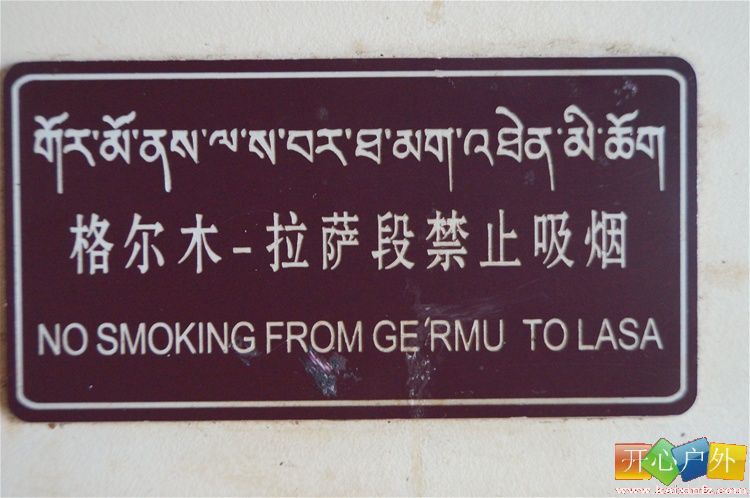 གོར་མོ་ནས་ལ་ས་བར་ཐ་མག་འཐེན་མི་ཆོག
格尔木-拉萨段禁止吸烟
NO SMOKING FROM GE'RMU TO LASA
开心户外